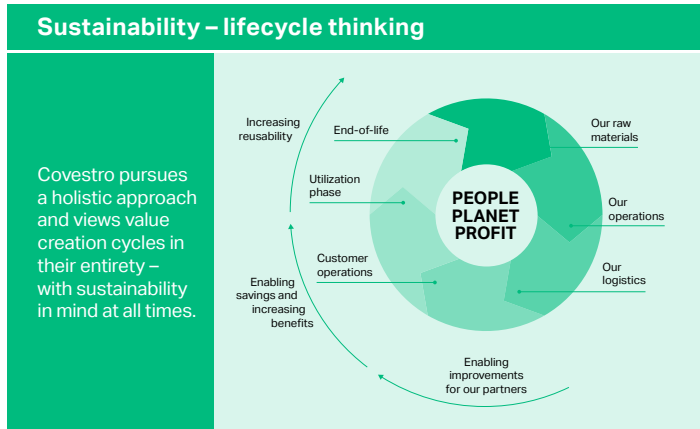 Sustainability – lifecycle thinking
Covestro pursues
a holistic approach
and views value
creation cycles in
their entirety –
with sustainability
in mind at all times.
Increasing
reusability
End-of-life
Our raw
materials
Utilization
phase
PEOPLE
PLANET
PROFIT
Our
operations
Customer
operations
Our
logistics
Enabling
savings and
increasing
benefits
Enabling
improvements
for our partners